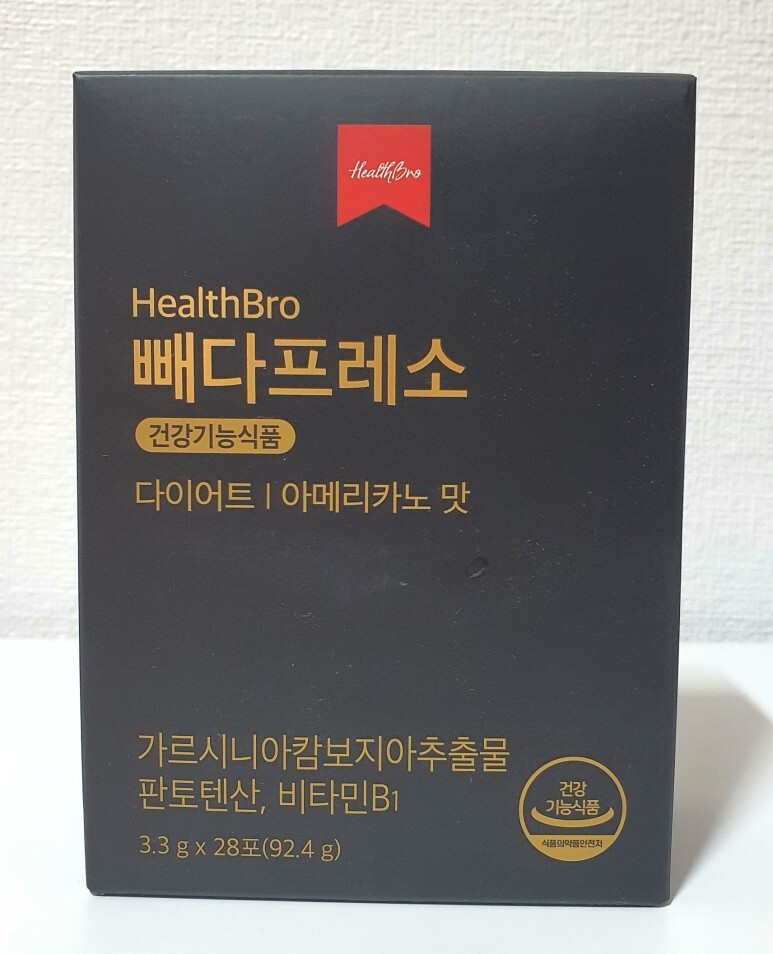 HealthBro
HealthBro
빼다프레소
건강기능식품
다이어트 | 아메리카노 맛
가르시니아캄보지아추출물
판토텐산, 비타민B1
3.3 g x 28포(92.4 g)
건강
기능식품
식품의약품안전처